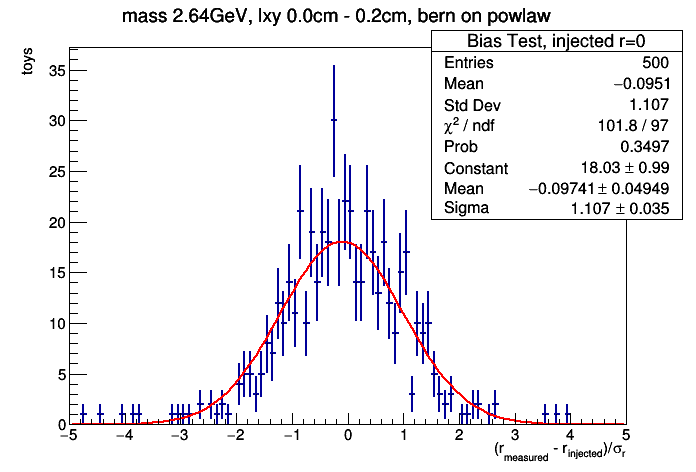 mass 2.64GeV, lxy 0.0cm - 0.2cm, bern on powlaw
toys
Bias Test, injected r=0
Entries 500
Mean −0.0951
Std Dev 1.107
χ² / ndf 101.8 / 97
Prob 0.3497
Constant 18.03 ± 0.99
Mean −0.09741 ± 0.04949
Sigma 1.107 ± 0.035
35
30
25
20
15
10
5
0
−5 −4 −3 −2 −1 0 1 2 3 4 5
(r_measured - r_injected)/σ_r